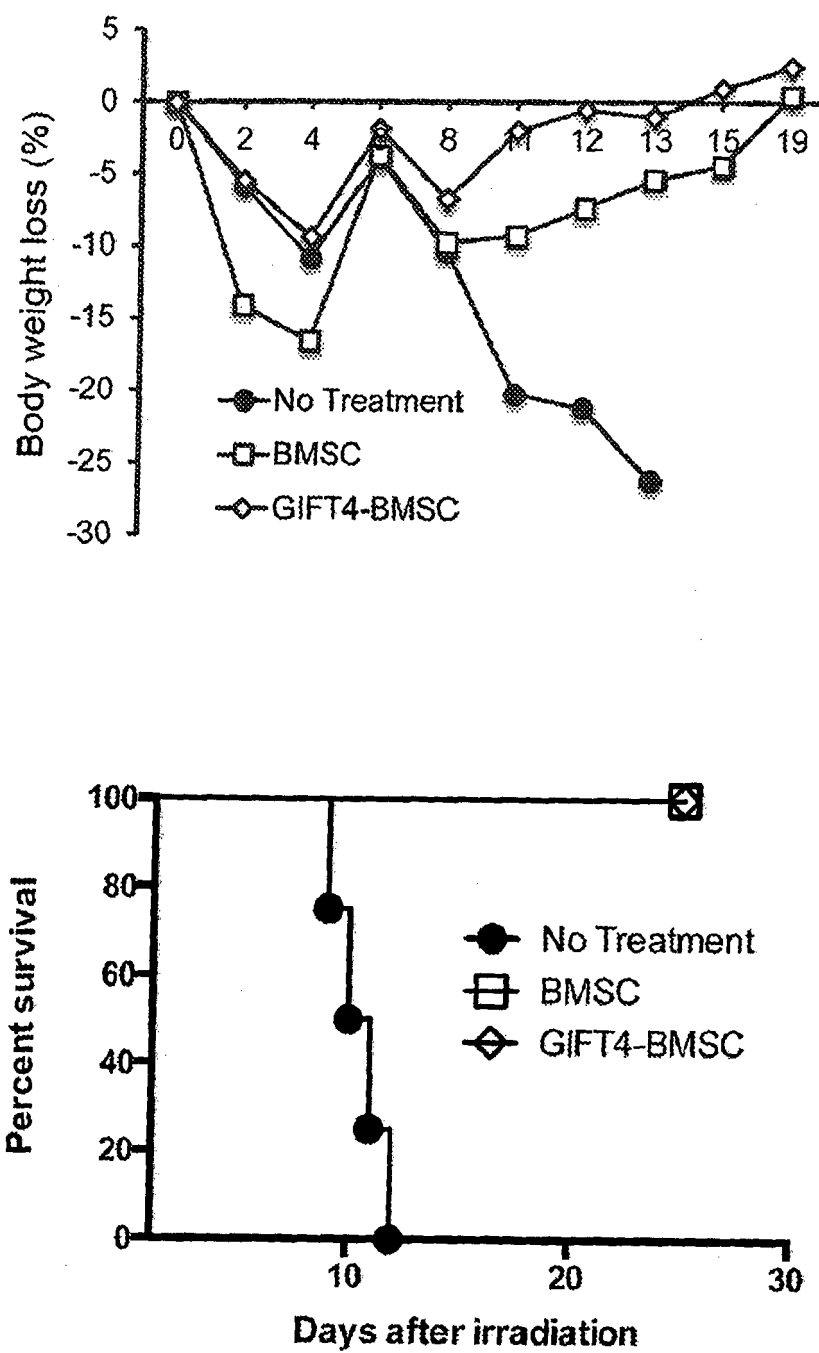 5
0
0 2 4 6 8 11 12 13 15 19
-5
-10
-15
-20
-25
-30
Body weight loss (%)
No Treatment
BMSC
GIFT4-BMSC
100
80
60
40
20
0
Percent survival
No Treatment
BMSC
GIFT4-BMSC
10 20 30
Days after irradiation